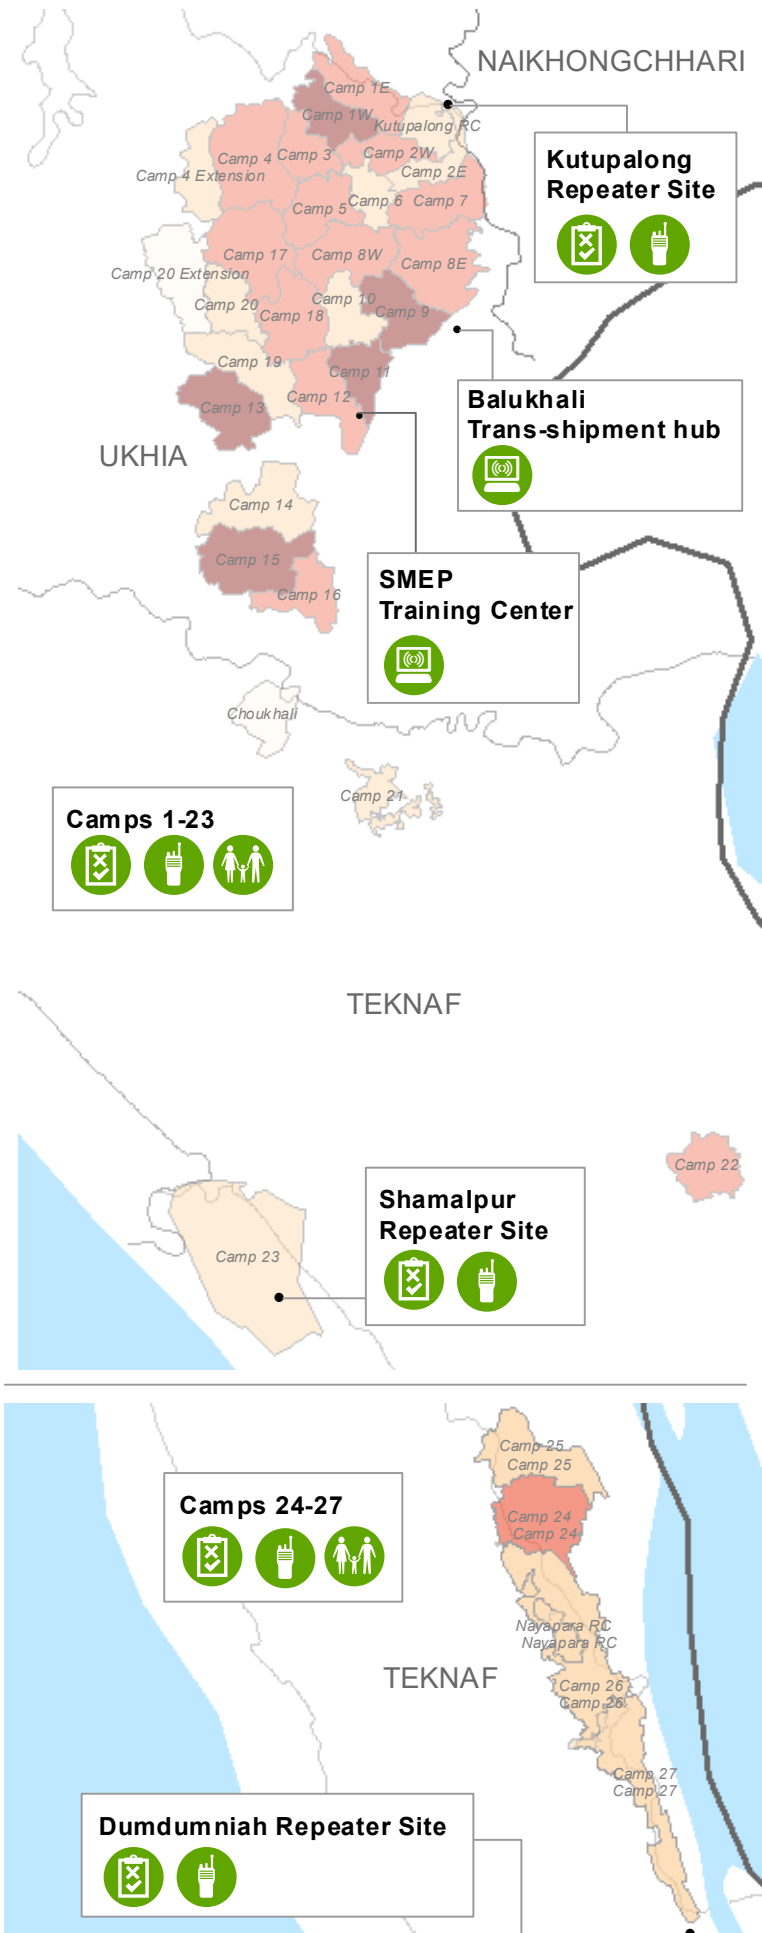 NAIKHONGCHHARI
Camp 1E
Camp 1W
Kutupalong RC
Camp 4
Camp 3
Camp 2W
Camp 4 Extension
Camp 2E
Camp 5
Camp 6
Camp 7
Kutupalong
Repeater Site
Camp 17
Camp 8W
Camp 8E
Camp 20 Extension
Camp 20
Camp 18
Camp 10
Camp 9
Camp 19
Camp 11
Camp 12
Camp 13
Balukhali
Trans-shipment hub
UKHIA
Camp 14
Camp 15
Camp 16
SMEP
Training Center
Choukhali
Camp 21
Camps 1-23
TEKNAF
Camp 22
Shamalpur
Repeater Site
Camp 23
Camp 25
Camp 25
Camps 24-27
Camp 24
Camp 24
Nayapara RC
Nayapara RC
TEKNAF
Camp 26
Camp 26
Camp 27
Camp 27
Dumdumniah Repeater Site